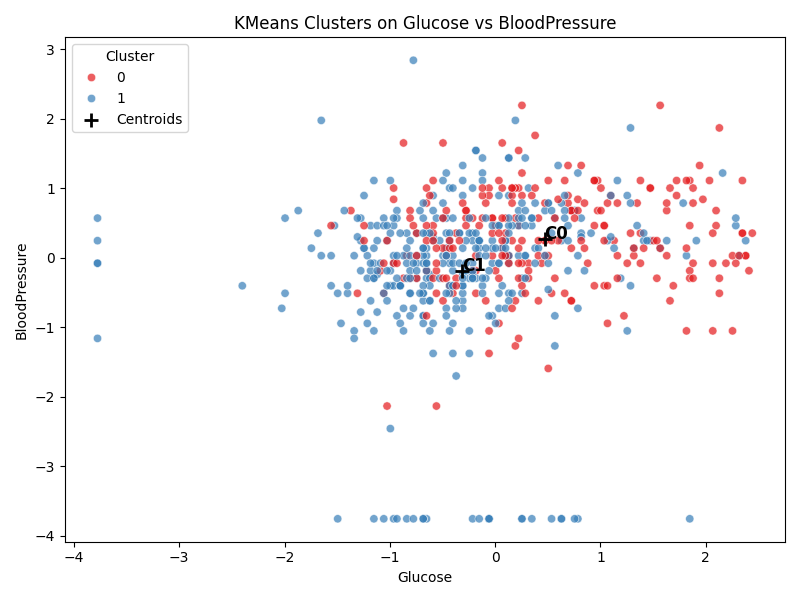 KMeans Clusters on Glucose vs BloodPressure
Cluster
0
1
Centroids
C0
C1
BloodPressure
3
2
1
0
−1
−2
−3
−4
−4
−3
−2
−1
0
1
2
Glucose